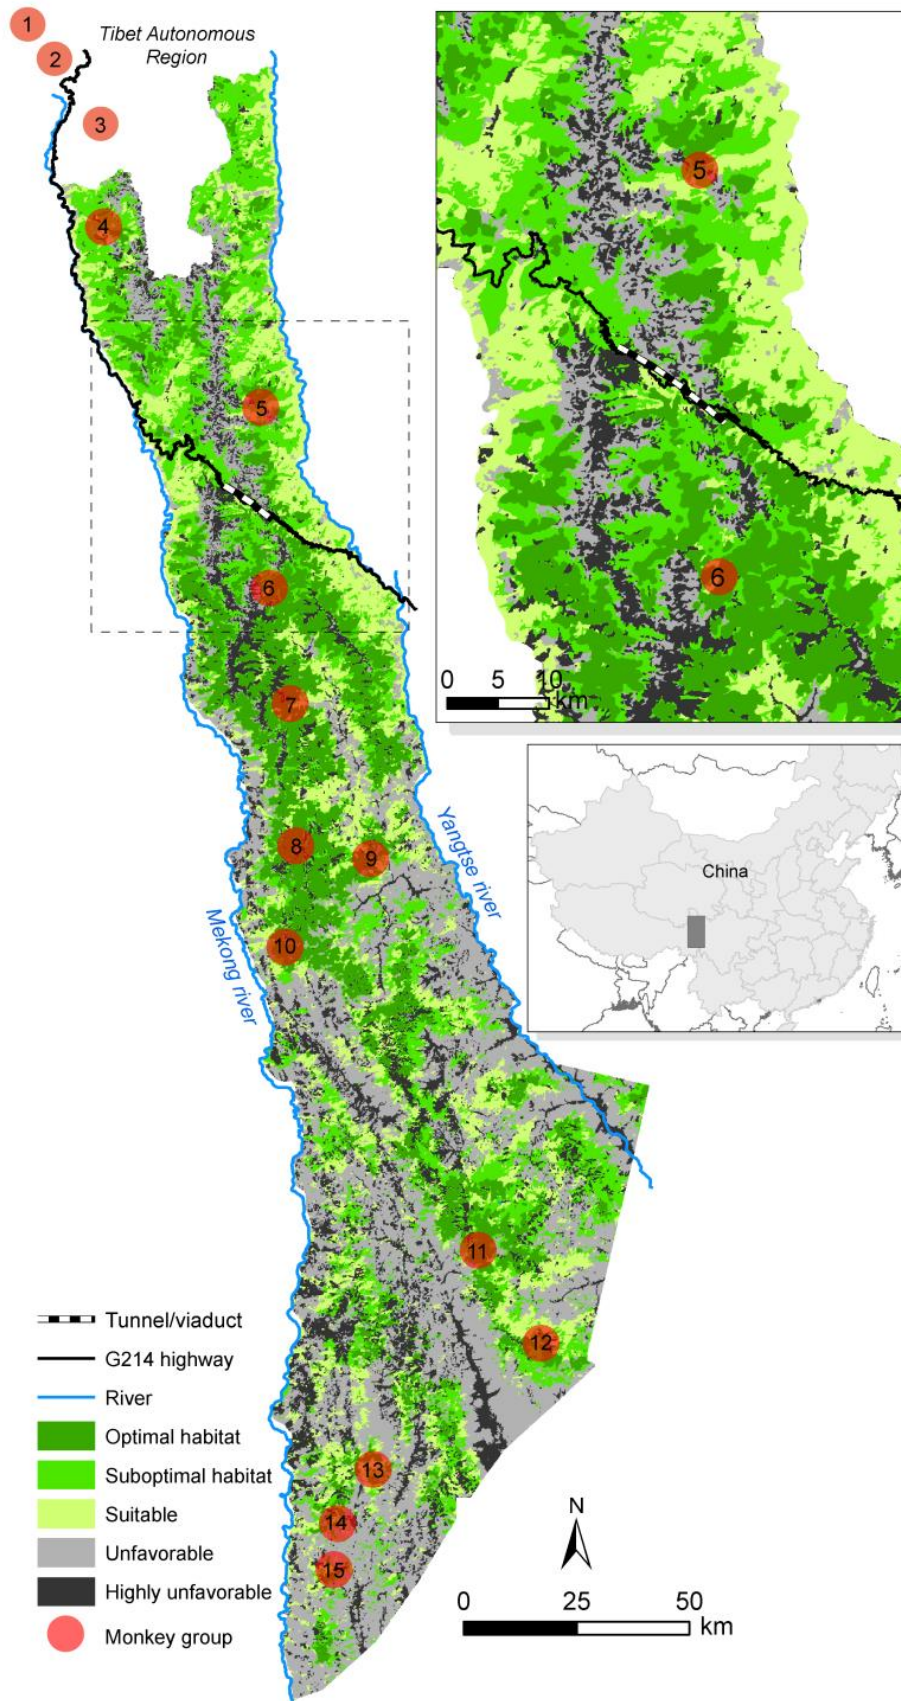 1
2
Tibet Autonomous
Region
3
4
5
6
7
8
9
10
11
12
13
14
15
Mekong river
Yangtse river
5
6
0 5 10
km
China
Tunnel/viaduct
G214 highway
River
Optimal habitat
Suboptimal habitat
Suitable
Unfavorable
Highly unfavorable
Monkey group
N
0 25 50
km